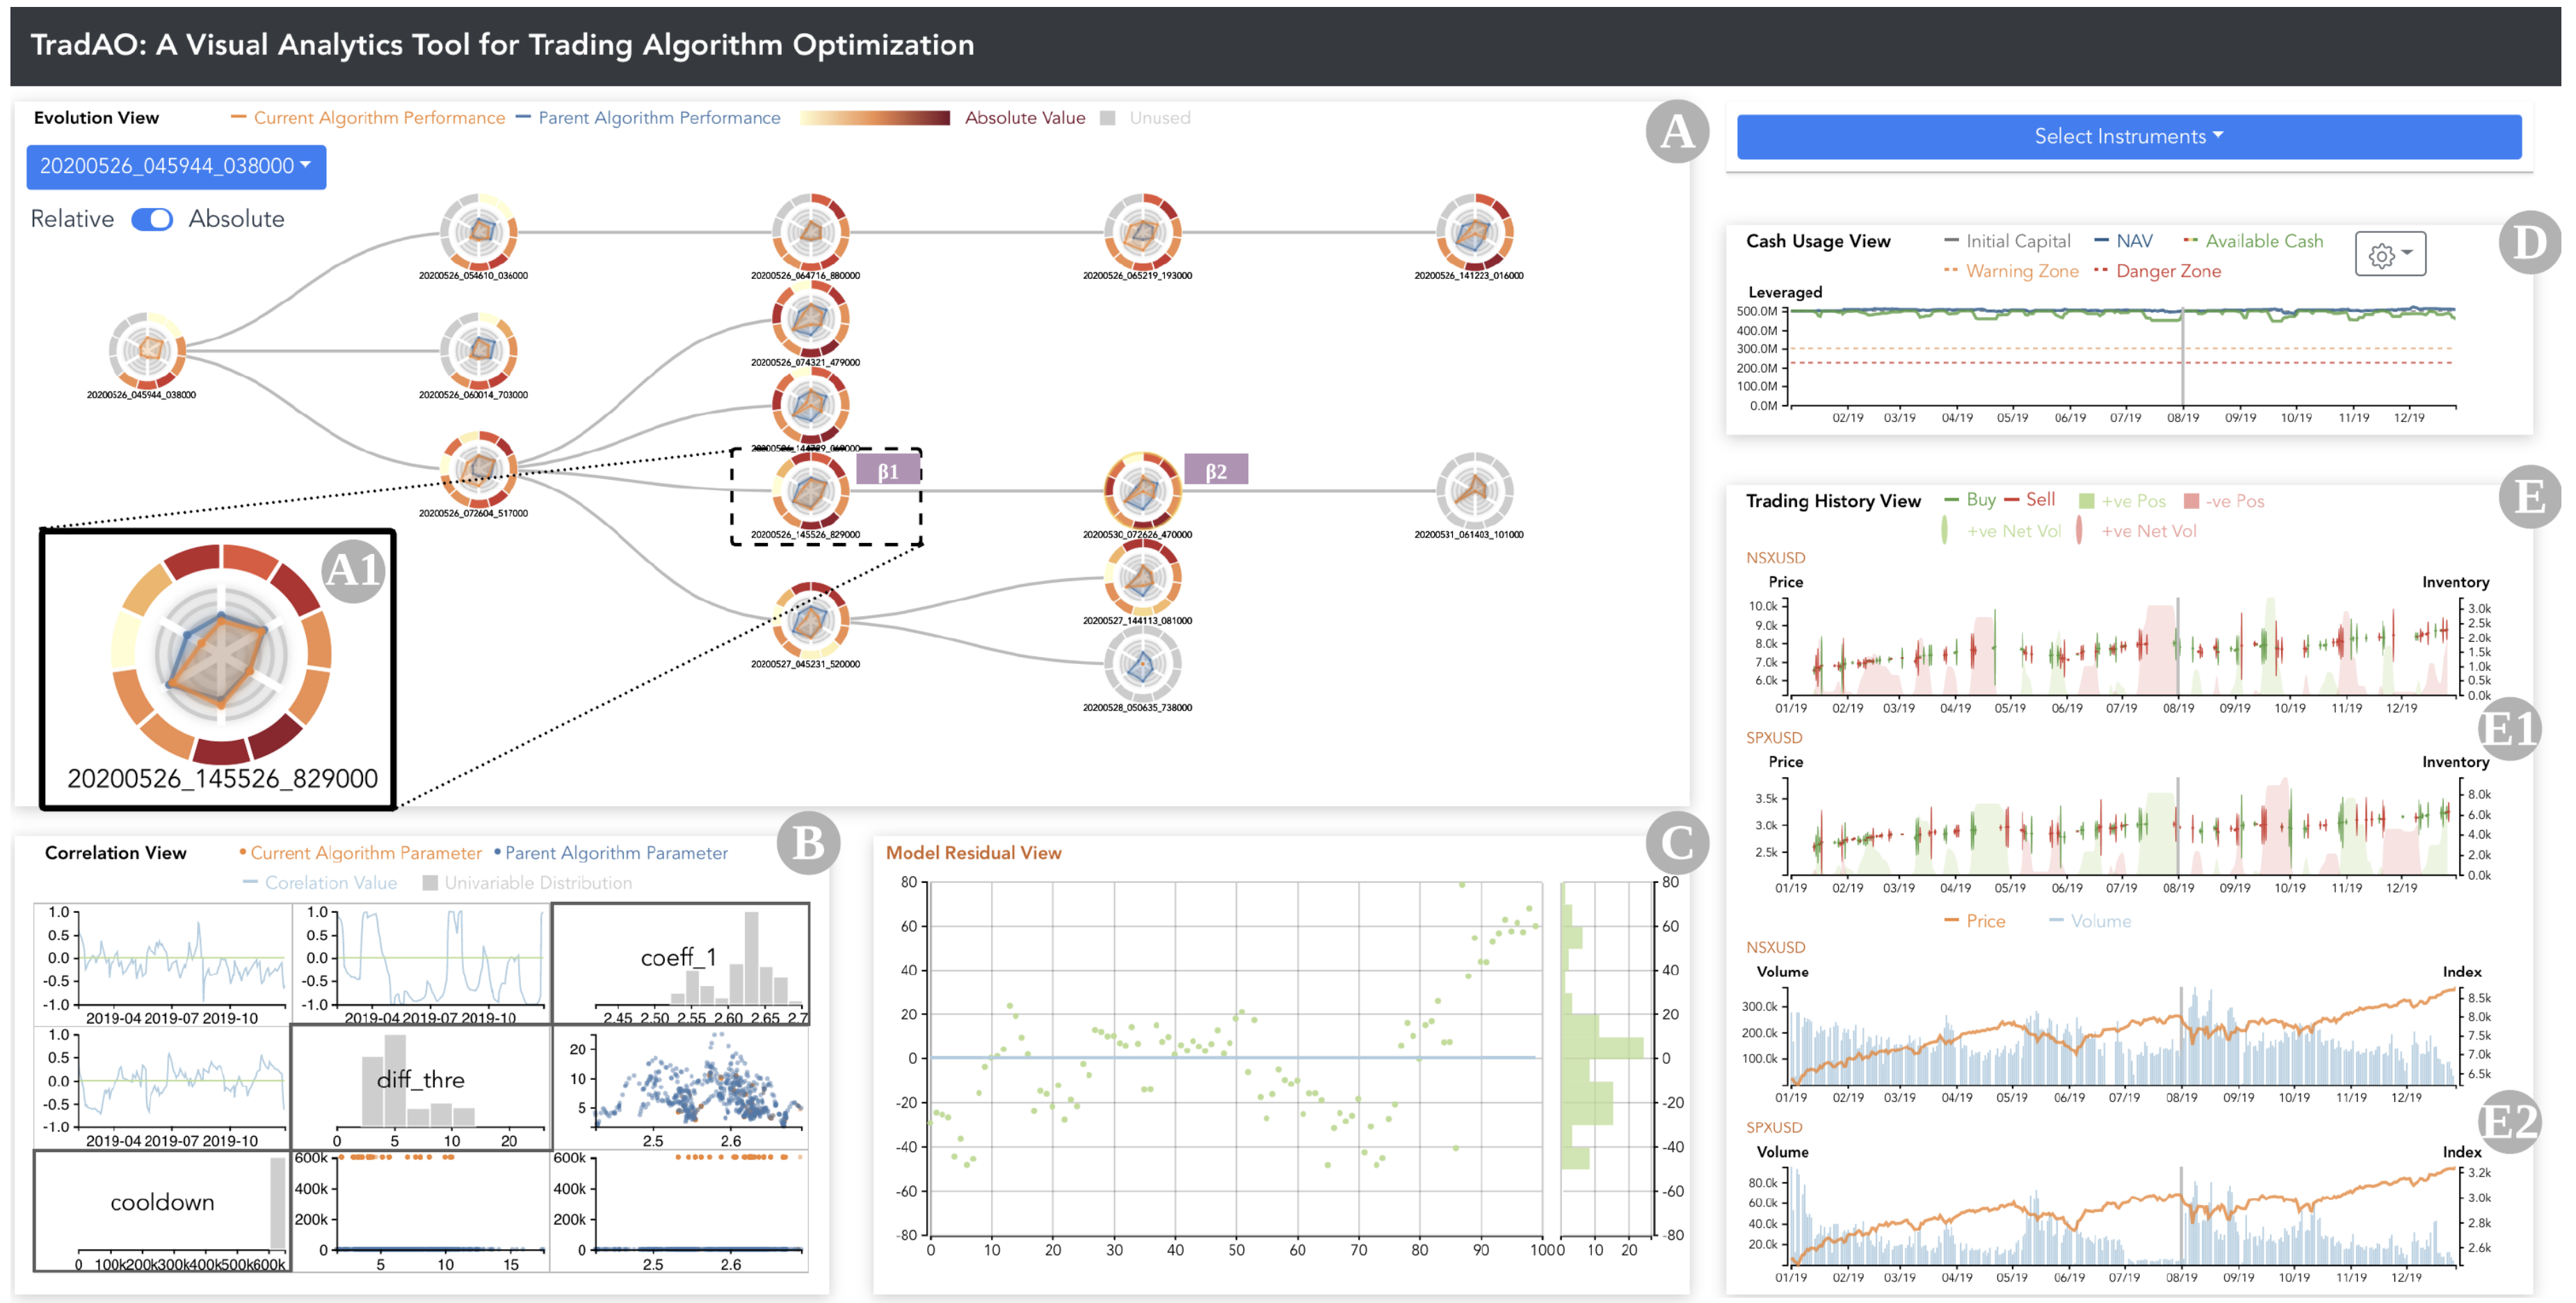 TradAO: A Visual Analytics Tool for Trading Algorithm Optimization
Evolution View
Current Algorithm Performance
Parent Algorithm Performance
Absolute Value
Unused
A
20200526_045944_038000
Relative
Absolute
20200526_054610_036000
20200526_064716_880000
20200526_065219_193000
20200526_141223_016000
20200526_074321_479000
20200526_045944_038000
20200526_060014_703000
β1
β2
20200526_072604_517000
20200526_145526_829000
20200530_072626_470000
20200531_061403_101000
20200527_144113_081000
20200527_045231_520000
20200528_050635_738000
A1
20200526_145526_829000
Correlation View
Current Algorithm Parameter
Parent Algorithm Parameter
B
Corelation Value
Univariable Distribution
1.0
0.5
0.0
-0.5
-1.0
2019-04 2019-07 2019-10
1.0
0.5
0.0
-0.5
-1.0
2019-04 2019-07 2019-10
coeff_1
2.45 2.50 2.55 2.60 2.65 2.7
1.0
0.5
0.0
-0.5
-1.0
2019-04 2019-07 2019-10
diff_thre
0 5 10 20
20
10
5
2.5 2.6
cooldown
0 100k200k300k400k500k600k
600k
400k
200k
0
5 10 15
600k
400k
200k
0
2.5 2.6
Model Residual View
C
80
60
40
20
0
-20
-40
-60
-80
0 10 20 30 40 50 60 70 80 90 100
80
60
40
20
0
-20
-40
-60
-80
0 10 20
Select Instruments
Cash Usage View
Initial Capital
NAV
Available Cash
Warning Zone
Danger Zone
D
Leveraged
500.0M
400.0M
300.0M
200.0M
100.0M
0.0M
02/19 03/19 04/19 05/19 06/19 07/19 08/19 09/19 10/19 11/19 12/19
Trading History View
Buy
Sell
+ve Pos
-ve Pos
+ve Net Vol
+ve Net Vol
E
NSXUSD
Price
Inventory
10.0k
9.0k
8.0k
7.0k
6.0k
3.0k
2.5k
2.0k
1.5k
1.0k
0.5k
0.0k
01/19 02/19 03/19 04/19 05/19 06/19 07/19 08/19 09/19 10/19 11/19 12/19
E1
SPXUSD
Price
Inventory
3.5k
3.0k
2.5k
8.0k
6.0k
4.0k
2.0k
0.0k
01/19 02/19 03/19 04/19 05/19 06/19 07/19 08/19 09/19 10/19 11/19 12/19
Price
Volume
NSXUSD
Volume
Index
300.0k
200.0k
100.0k
8.5k
8.0k
7.5k
7.0k
6.5k
01/19 02/19 03/19 04/19 05/19 06/19 07/19 08/19 09/19 10/19 11/19 12/19
E2
SPXUSD
Volume
Index
80.0k
60.0k
40.0k
20.0k
3.2k
3.0k
2.8k
2.6k
01/19 02/19 03/19 04/19 05/19 06/19 07/19 08/19 09/19 10/19 11/19 12/19